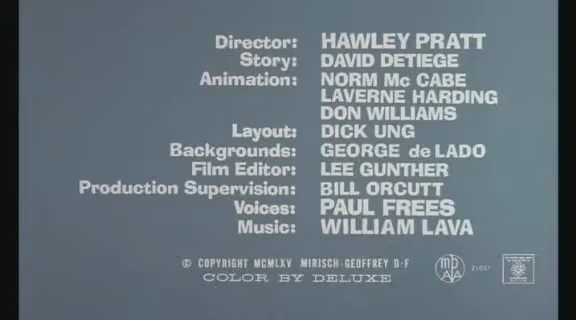 Director: HAWLEY PRATT
Story: DAVID DETIEGE
Animation: NORM Mc CABE
LAVERNE HARDING
DON WILLIAMS
Layout: DICK UNG
Backgrounds: GEORGE de LADO
Film Editor: LEE GUNTHER
Production Supervision: BILL ORCUTT
Voices: PAUL FREES
Music: WILLIAM LAVA
© COPYRIGHT MCMLXV MIRISCH-GEOFFREY D-F
COLOR BY DELUXE